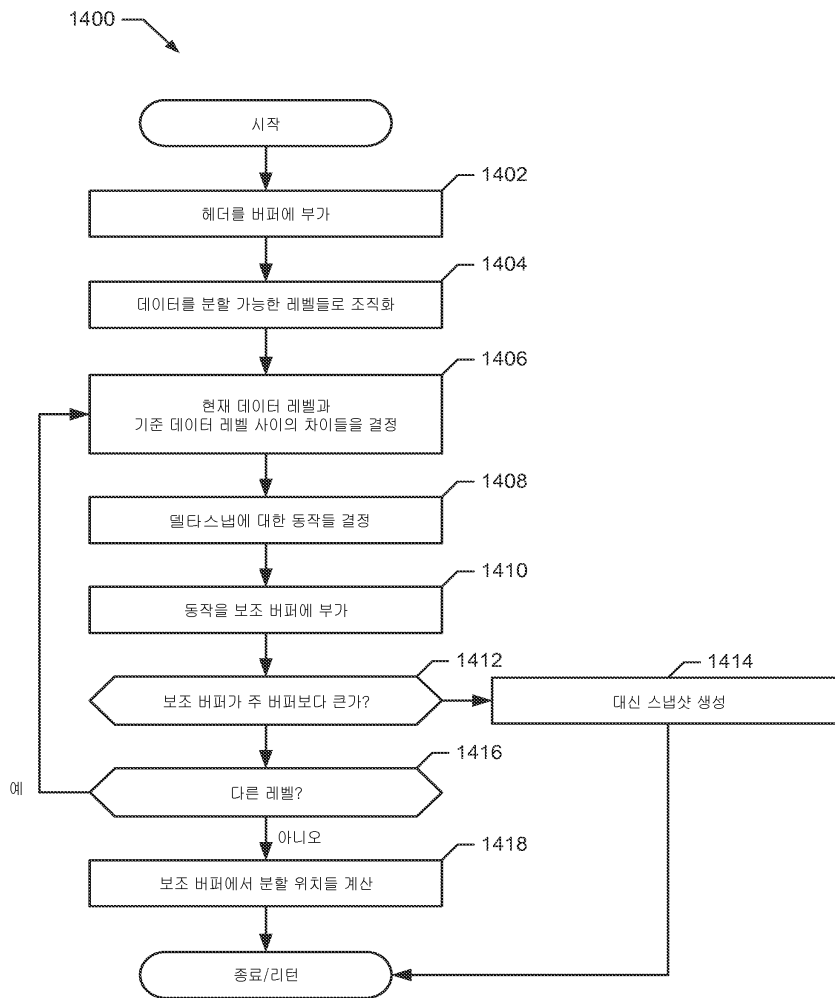 1400
시작
1402
헤더를 버퍼에 부가
1404
데이터를 분할 가능한 레벨들로 조직화
1406
현재 데이터 레벨과
기준 데이터 레벨 사이의 차이들을 결정
1408
델타스냅에 대한 동작들 결정
1410
동작을 보조 버퍼에 부가
1412
보조 버퍼가 주 버퍼보다 큰가?
1414
대신 스냅샷 생성
1416
다른 레벨?
예
아니오
1418
보조 버퍼에서 분할 위치들 계산
종료/리턴